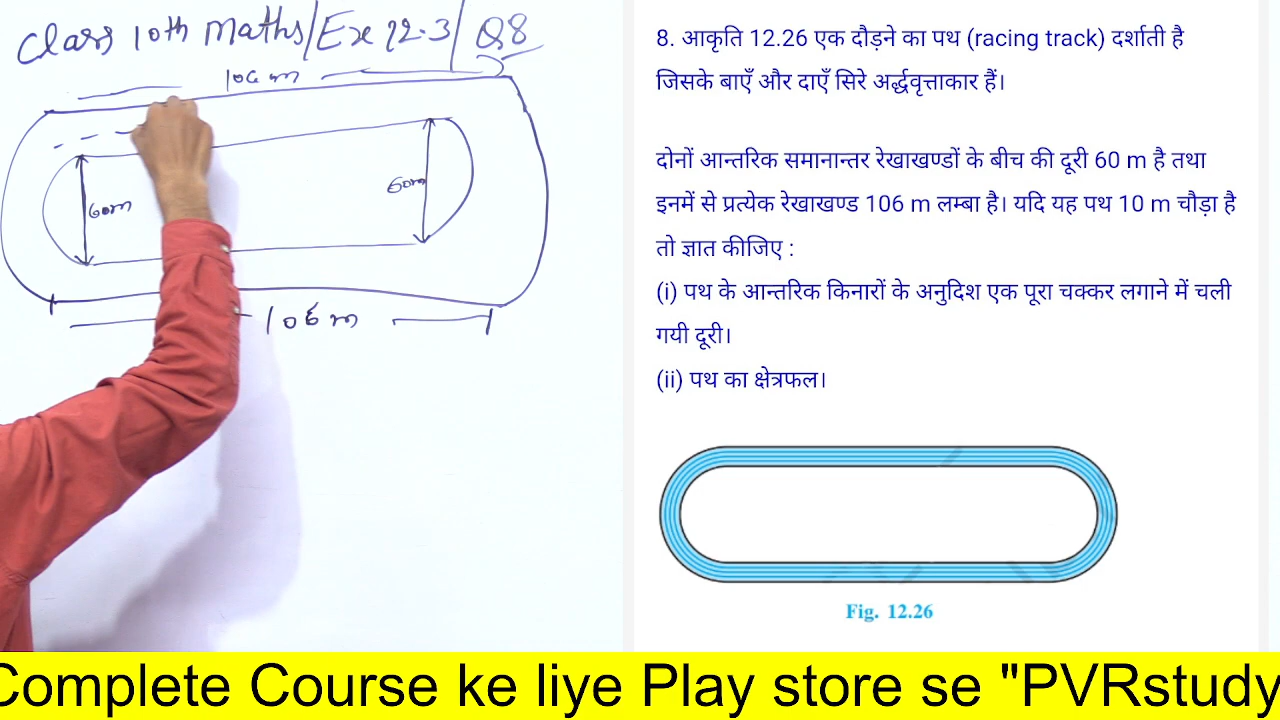 Class 10th Maths/Ex 12.3/Q8
106 m
60m
60m
106 m
8. आकृति 12.26 एक दौड़ने का पथ (racing track) दर्शाती है
जिसके बाएँ और दाएँ सिरे अर्द्धवृत्ताकार हैं।
दोनों आन्तरिक समानान्तर रेखाखण्डों के बीच की दूरी 60 m है तथा
इनमें से प्रत्येक रेखाखण्ड 106 m लम्बा है। यदि यह पथ 10 m चौड़ा है
तो ज्ञात कीजिए :
(i) पथ के आन्तरिक किनारों के अनुदिश एक पूरा चक्कर लगाने में चली
गयी दूरी।
(ii) पथ का क्षेत्रफल।
Fig. 12.26
Complete Course ke liye Play store se "PVRstudy